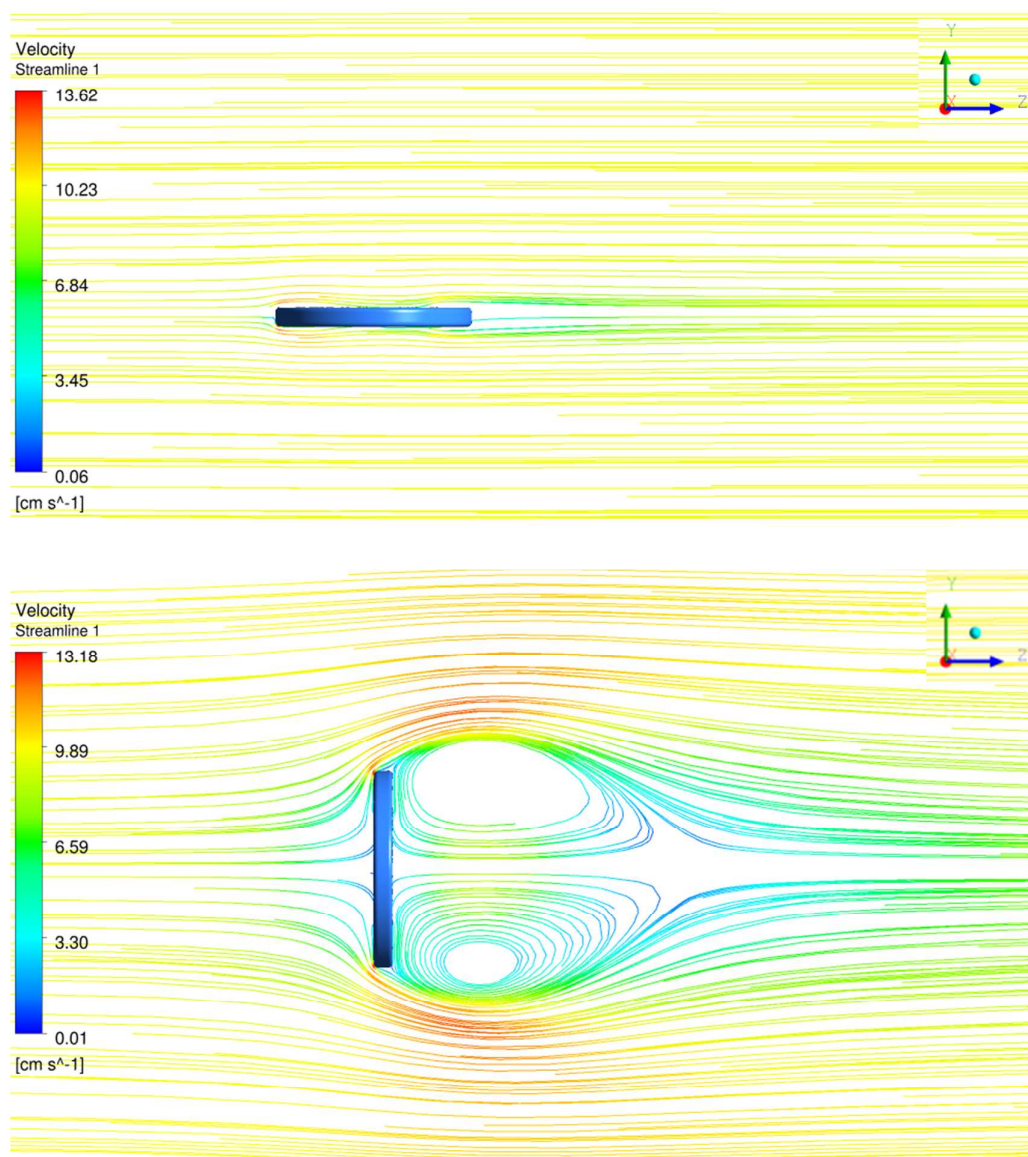 Velocity
Streamline 1
13.62
10.23
6.84
3.45
0.06
[cm s^-1]
Y
X
Z
Velocity
Streamline 1
13.18
9.89
6.59
3.30
0.01
[cm s^-1]
Y
X
Z